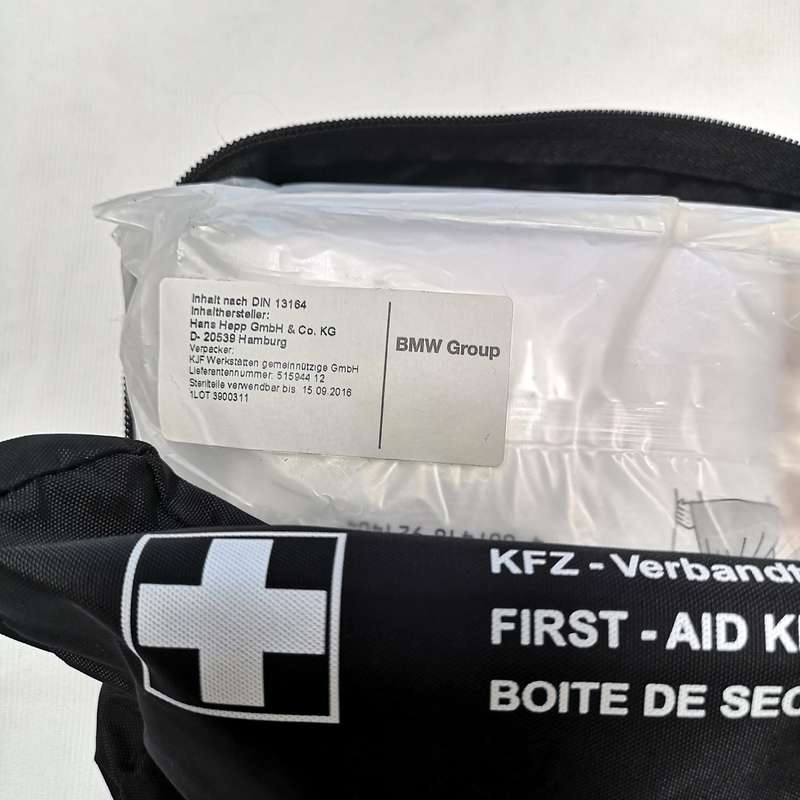 Inhalt nach DIN 13164
Inhalthersteller:
Hans Hepp GmbH & Co. KG
D- 20539 Hamburg
Verpacker:
KJF Werkstätten gemeinnützige GmbH
Lieferantennummer: 515944 12
Sterilteile verwendbar bis 15.09.2016
1LOT 3900311
BMW Group
KFZ - Verbandt
FIRST - AID KI
BOITE DE SEC